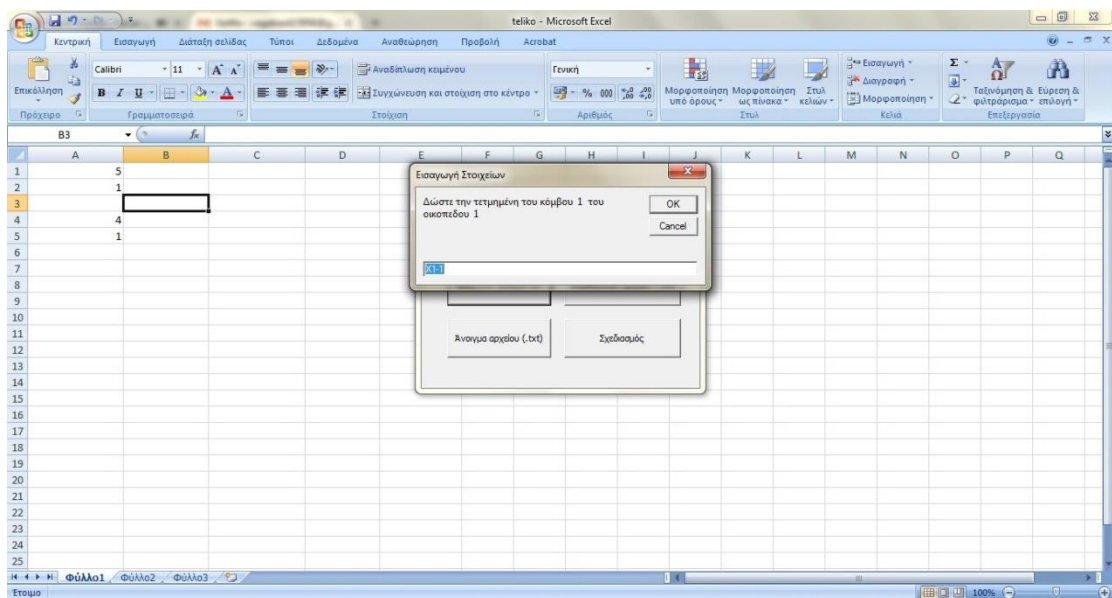 teliko - Microsoft Excel
Κεντρική Εισαγωγή Διάταξη σελίδας Τύποι Δεδομένα Αναθεώρηση Προβολή Acrobat
Επικόλληση
Πρόχειρο
Calibri 11 A A
B I U A
Γραμματοσειρά
Αναδίπλωση κειμένου
Συγχώνευση και στοίχιση στο κέντρο
Στοίχιση
Γενική
% 000
Αριθμός
Μορφοποίηση υπό όρους
Μορφοποίηση ως πίνακα
Στυλ κελιών
Στυλ
Εισαγωγή
Διαγραφή
Μορφοποίηση
Κελιά
Σ
Ταξινόμηση & φιλτράρισμα
Εύρεση & επιλογή
Επεξεργασία
B3 fx
A B C D E F G H I J K L M N O P Q
1 5
2 1
3
4 4
5 1
6
7
8
9
10
11
12
13
14
15
16
17
18
19
20
21
22
23
24
25
Εισαγωγή Στοιχείων
Δώστε την τετμημένη του κόμβου 1 του
οικοπεδου 1
OK
Cancel
X1-1
Άνοιγμα αρχείου (.txt) Σχεδιασμός
Φύλλο1 Φύλλο2 Φύλλο3
Έτοιμο 100%